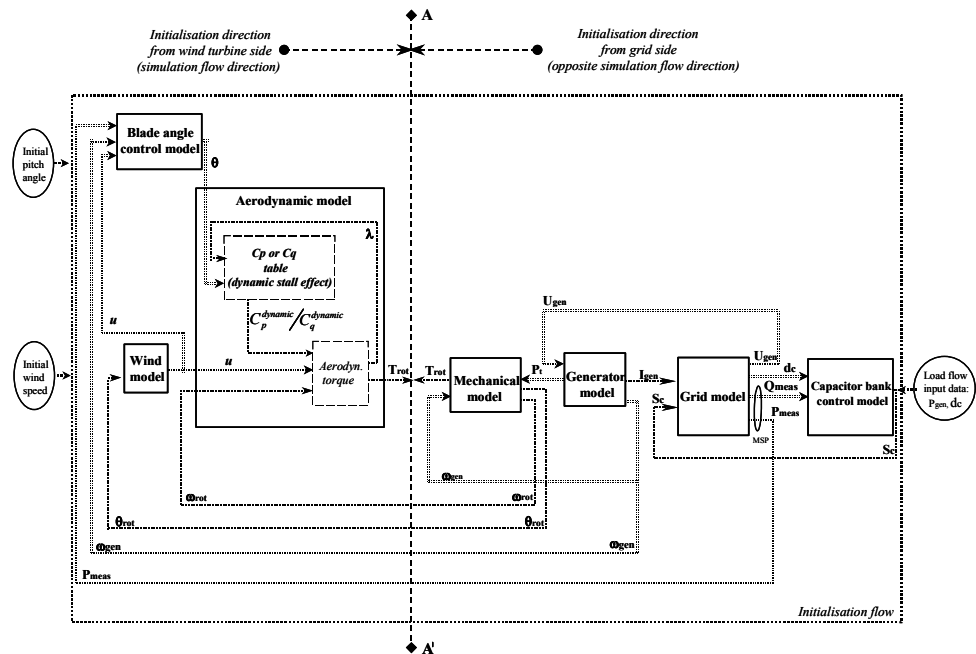 A
Initialisation direction
from wind turbine side
(simulation flow direction)
Initialisation direction
from grid side
(opposite simulation flow direction)
Initial
pitch
angle
Blade angle
control model
θ
Aerodynamic model
λ
Cp or Cq
table
(dynamic stall effect)
C_p^dynamic/C_q^dynamic
u
Initial
wind
speed
Wind
model
u
Aerodyn.
torque
Trot
Trot
Mechanical
model
Pt
Ugen
Generator
model
Igen
Sc
Grid model
Ugen
dc
Qmeas
Pmeas
MSP
Capacitor bank
control model
Load flow
input data:
Pgen, dc
Sc
ωgen
ωrot
ωrot
θrot
θrot
ωgen
ωgen
Pmeas
Initialisation flow
A'